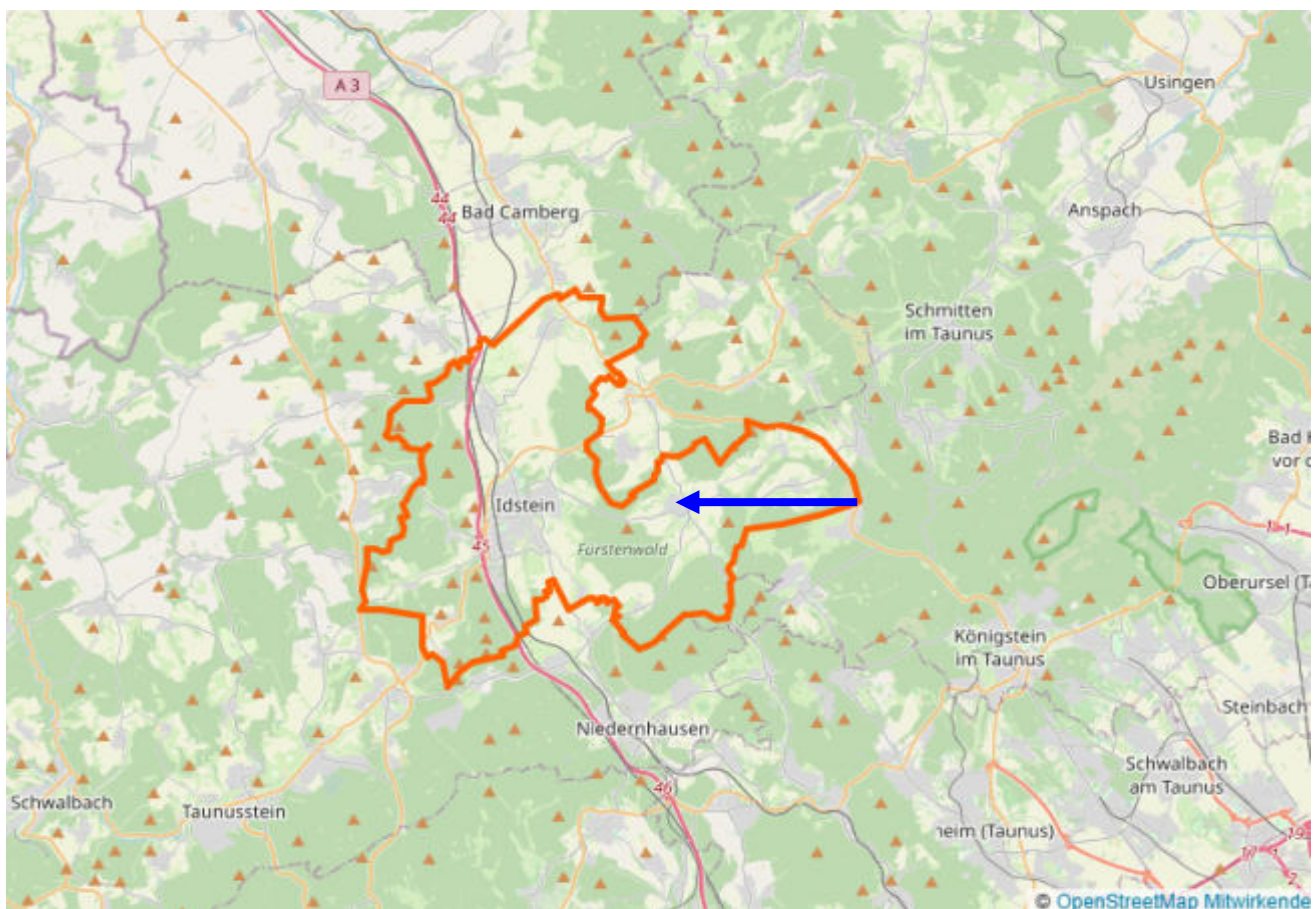 Usingen
A 3
44
44
Bad Camberg
Anspach
Schmitten
im Taunus
Bad
vor
Idstein
45
Furstenwald
Oberursel (T
Königstein
im Taunus
Steinbach
Niedernhausen
Schwalbach
am Taunus
46
Schwalbach
Taunusstein
heim (Taunus)
© OpenStreetMap Mitwirkende